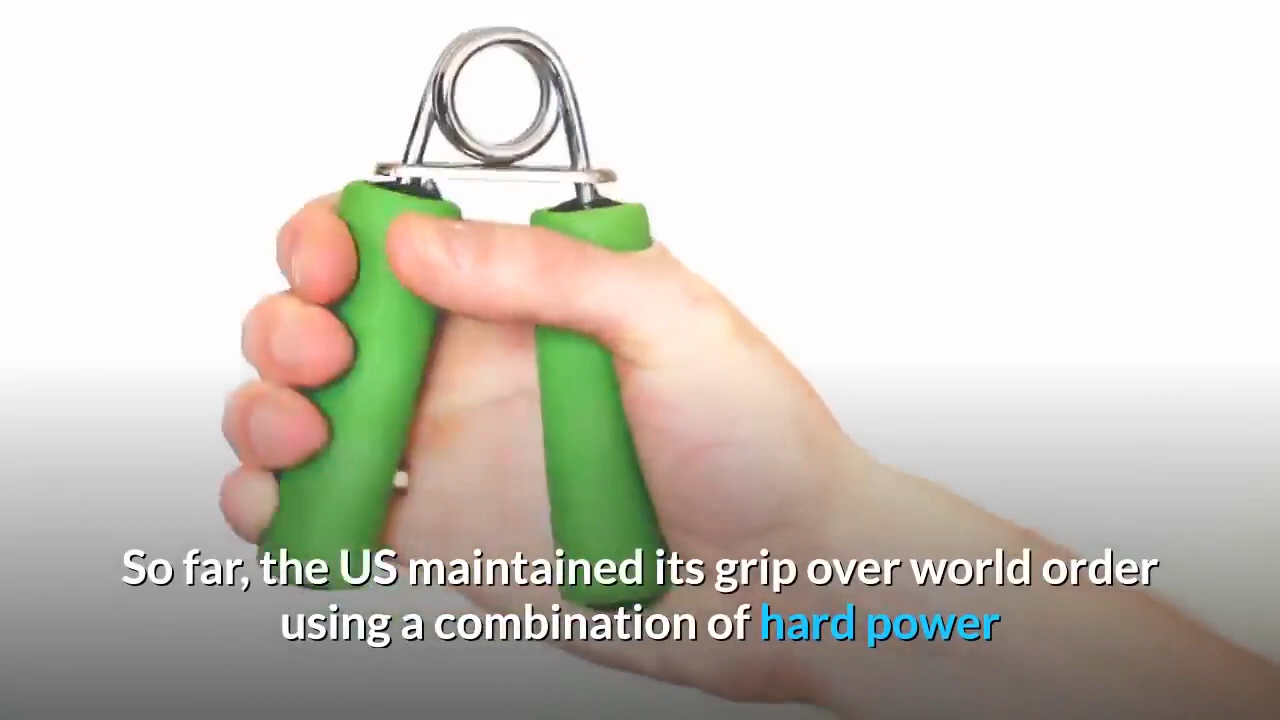 So far, the US maintained its grip over world order
using a combination of hard power